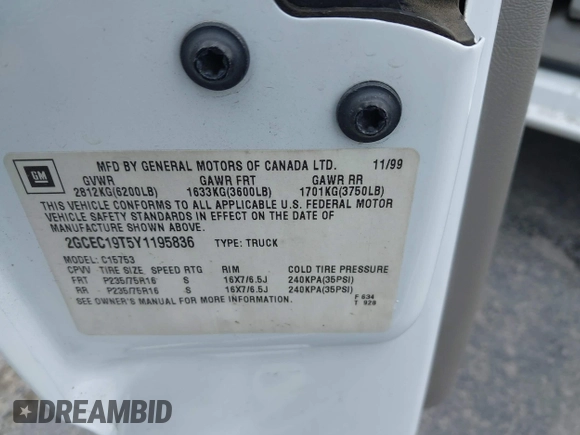 MFD BY GENERAL MOTORS OF CANADA LTD. 11/99
GVWR GAWR FRT GAWR RR
2812KG(6200LB) 1633KG(3600LB) 1701KG(3750LB)
THIS VEHICLE CONFORMS TO ALL APPLICABLE U.S. FEDERAL MOTOR
VEHICLE SAFETY STANDARDS IN EFFECT ON THE DATE OF
MANUFACTURE SHOWN ABOVE.
2GCEC19T5Y1195836 TYPE: TRUCK
MODEL: C15753
CPVV TIRE SIZE SPEED RTG RIM COLD TIRE PRESSURE
FRT P235/75R16 S 16X7/6.5J 240KPA(35PSI)
RR P235/75R16 S 16X7/6.5J 240KPA(35PSI)
SEE OWNER'S MANUAL FOR MORE INFORMATION.
F 634
T 926
GM
DREAMBID